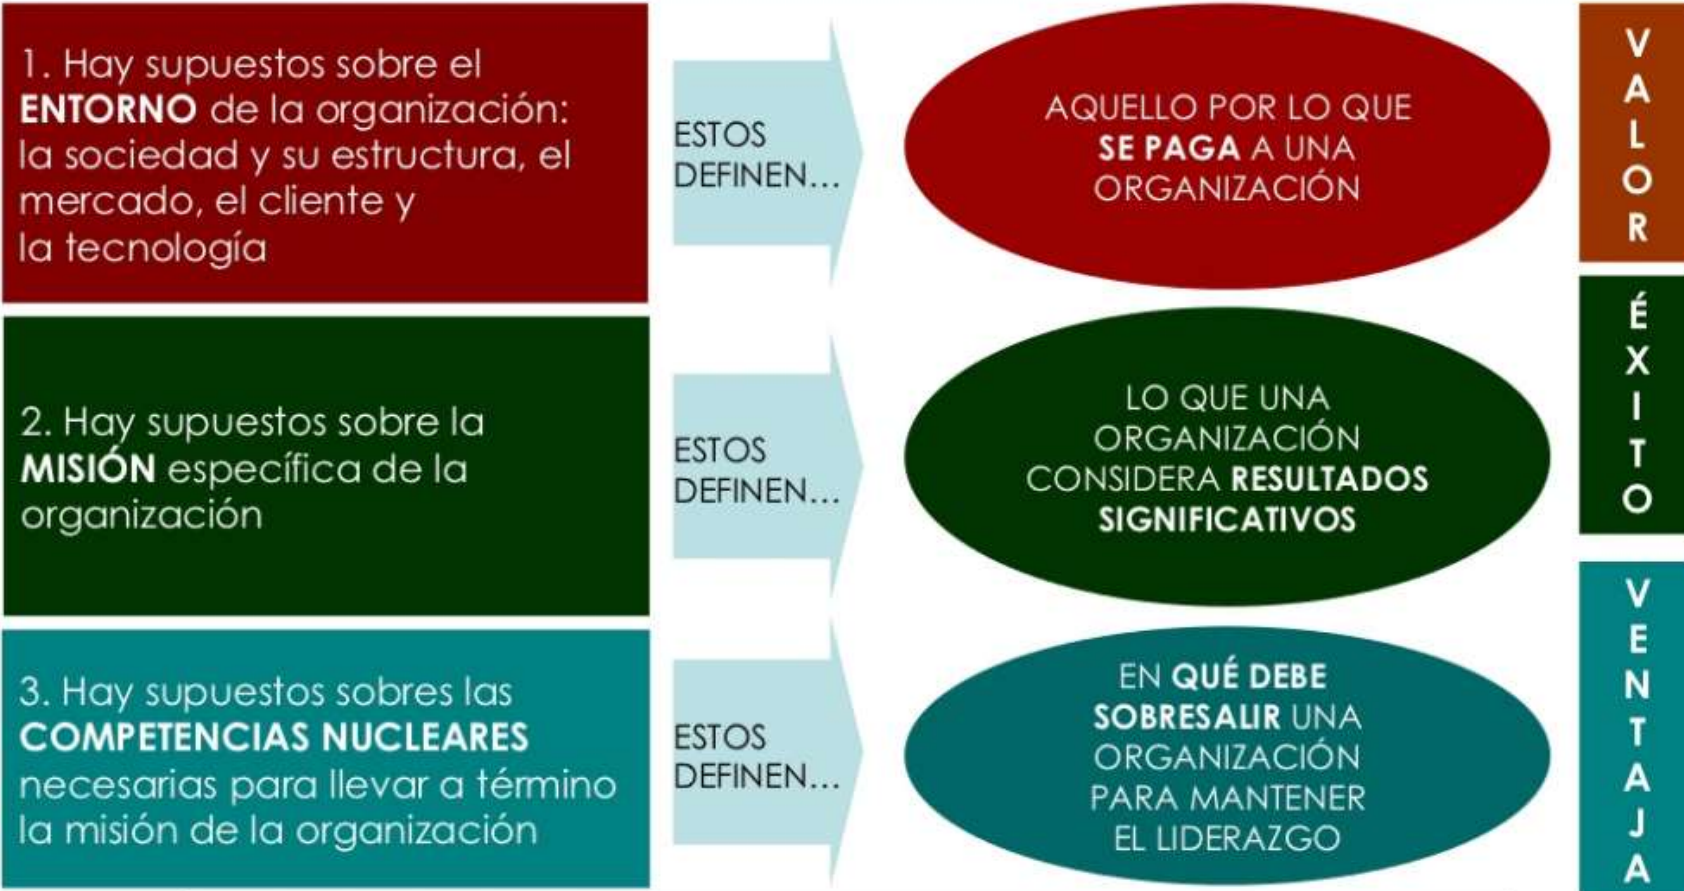 1. Hay supuestos sobre el
ENTORNO de la organización:
la sociedad y su estructura, el
mercado, el cliente y
la tecnología
ESTOS
DEFINEN...
AQUELLO POR LO QUE
SE PAGA A UNA
ORGANIZACIÓN
VALOR
2. Hay supuestos sobre la
MISIÓN específica de la
organización
ESTOS
DEFINEN...
LO QUE UNA
ORGANIZACIÓN
CONSIDERA RESULTADOS
SIGNIFICATIVOS
ÉXITO
3. Hay supuestos sobres las
COMPETENCIAS NUCLEARES
necesarias para llevar a término
la misión de la organización
ESTOS
DEFINEN...
EN QUÉ DEBE
SOBRESALIR UNA
ORGANIZACIÓN
PARA MANTENER
EL LIDERAZGO
VENTAJA